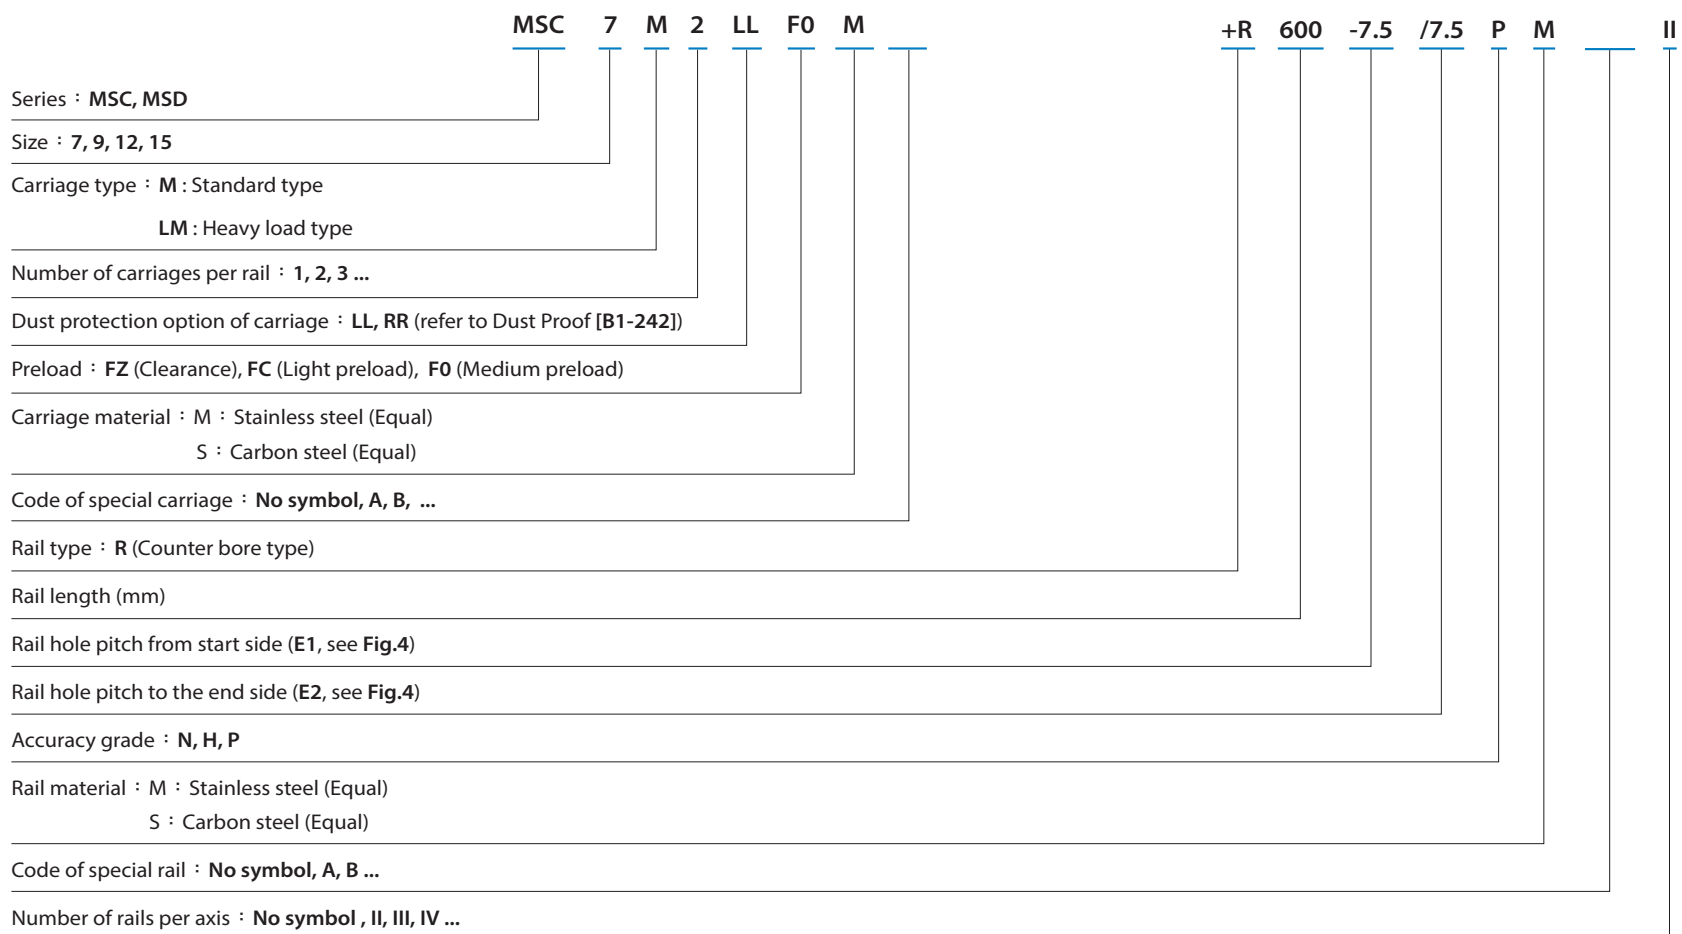 MSC 7 M 2 LL F0 M +R 600 -7.5 /7.5 P M II
Series : MSC, MSD
Size : 7, 9, 12, 15
Carriage type : M : Standard type
LM : Heavy load type
Number of carriages per rail : 1, 2, 3 ...
Dust protection option of carriage : LL, RR (refer to Dust Proof [B1-242])
Preload : FZ (Clearance), FC (Light preload), F0 (Medium preload)
Carriage material : M : Stainless steel (Equal)
S : Carbon steel (Equal)
Code of special carriage : No symbol, A, B, ...
Rail type : R (Counter bore type)
Rail length (mm)
Rail hole pitch from start side (E1, see Fig.4)
Rail hole pitch to the end side (E2, see Fig.4)
Accuracy grade : N, H, P
Rail material : M : Stainless steel (Equal)
S : Carbon steel (Equal)
Code of special rail : No symbol, A, B ...
Number of rails per axis : No symbol , II, III, IV ...